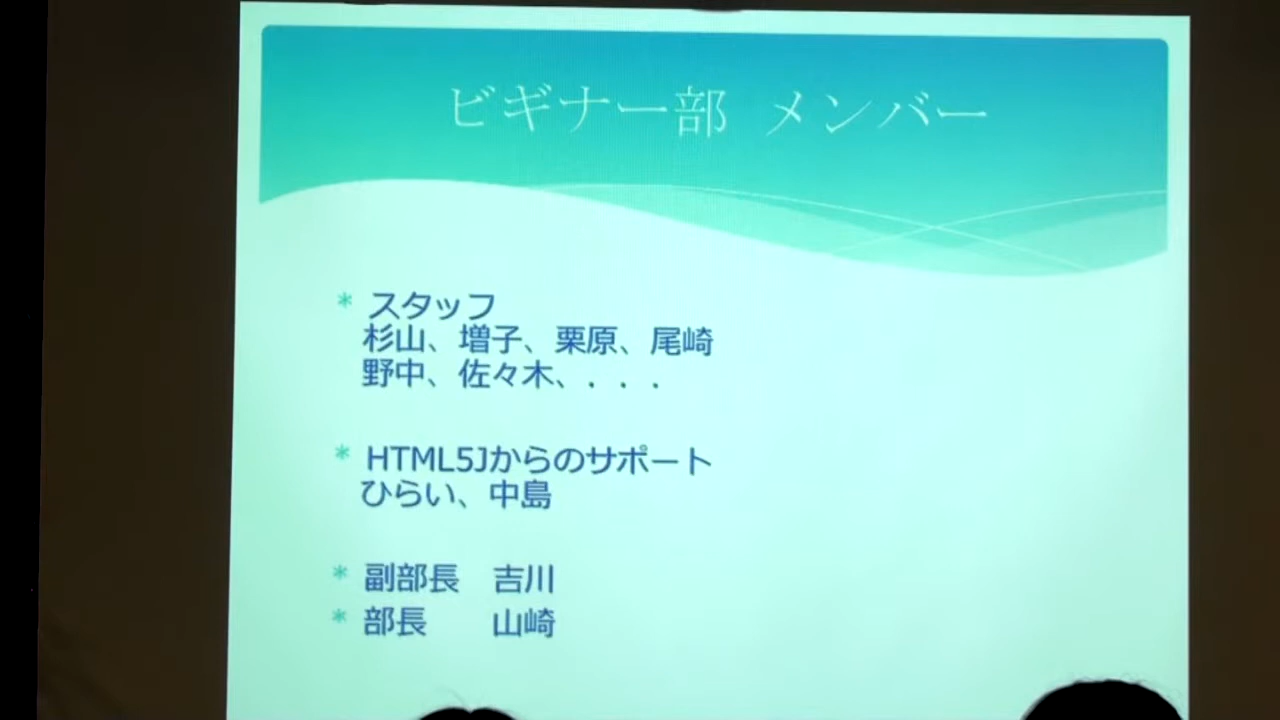 ビギナー部 メンバー
* スタッフ
杉山、増子、栗原、尾崎
野中、佐々木、．．．
* HTML5Jからのサポート
ひらい、中島
* 副部長　吉川
* 部長　　山崎